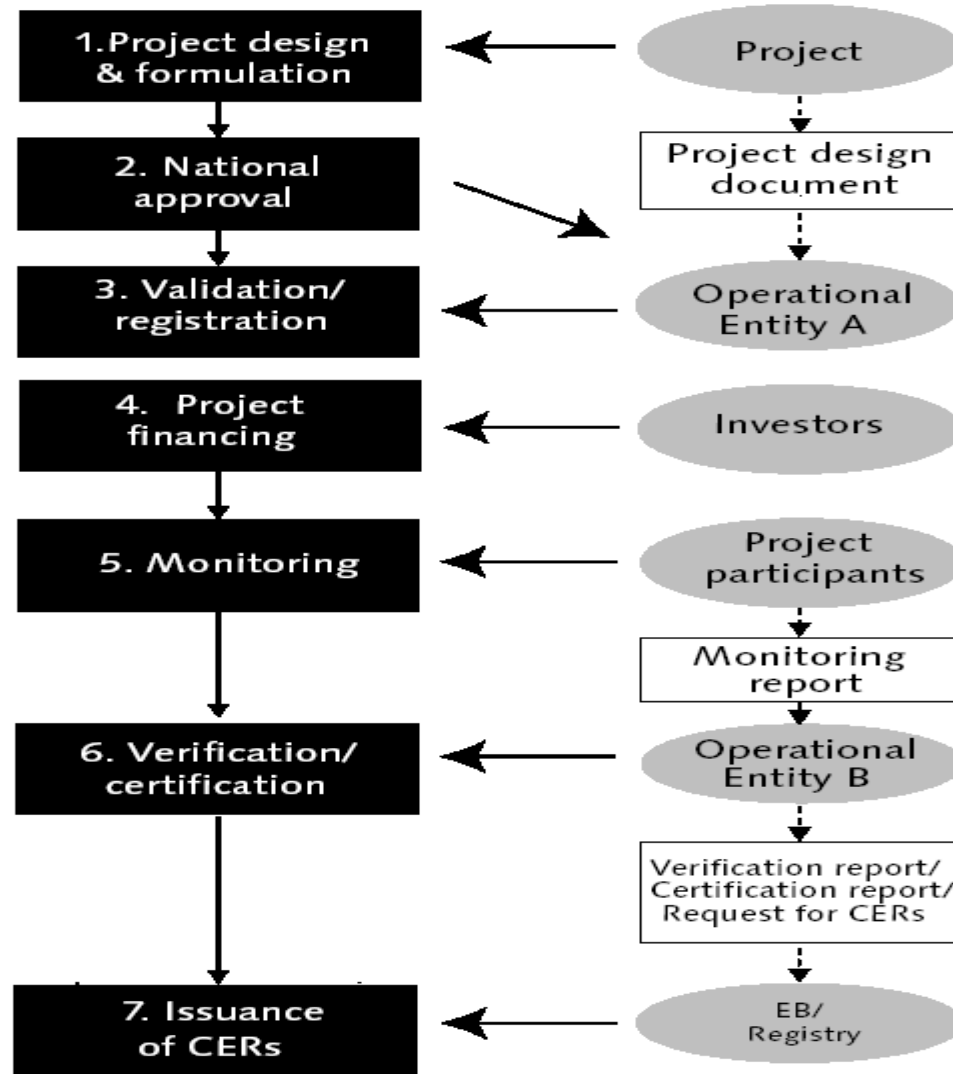 1.Project design
& formulation
Project
2. National
approval
Project design
document
3. Validation/
registration
Operational
Entity A
4. Project
financing
Investors
5. Monitoring
Project
participants
Monitoring
report
6. Verification/
certification
Operational
Entity B
Verification report/
Certification report/
Request for CERs
7. Issuance
of CERs
EB/
Registry